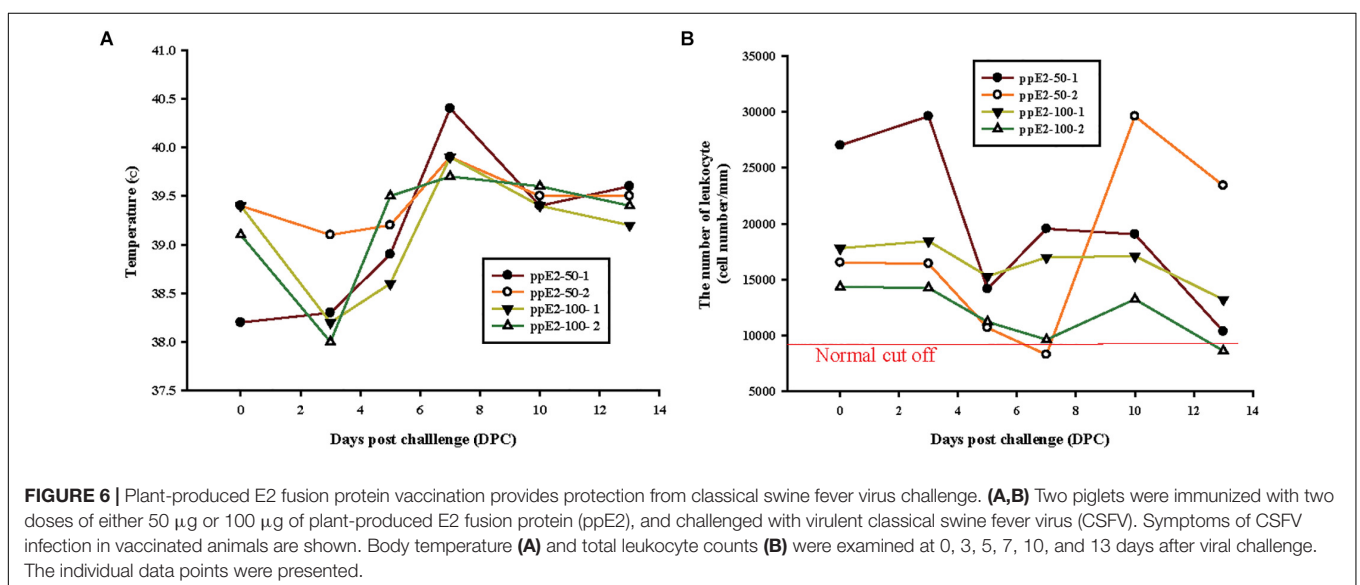 A
41.0
40.5
40.0
39.5
39.0
38.5
38.0
37.5
Temperature (c)
ppE2-50-1
ppE2-50-2
ppE2-100- 1
ppE2-100- 2
0 2 4 6 8 10 12 14
Days post challlenge (DPC)
B
35000
30000
25000
20000
15000
10000
5000
The number of leukocyte
(cell number/mm)
ppE2-50-1
ppE2-50-2
ppE2-100-1
ppE2-100-2
Normal cut off
0 2 4 6 8 10 12 14
Days post challenge (DPC)
FIGURE 6 | Plant-produced E2 fusion protein vaccination provides protection from classical swine fever virus challenge. (A,B) Two piglets were immunized with two
doses of either 50 μg or 100 μg of plant-produced E2 fusion protein (ppE2), and challenged with virulent classical swine fever virus (CSFV). Symptoms of CSFV
infection in vaccinated animals are shown. Body temperature (A) and total leukocyte counts (B) were examined at 0, 3, 5, 7, 10, and 13 days after viral challenge.
The individual data points were presented.